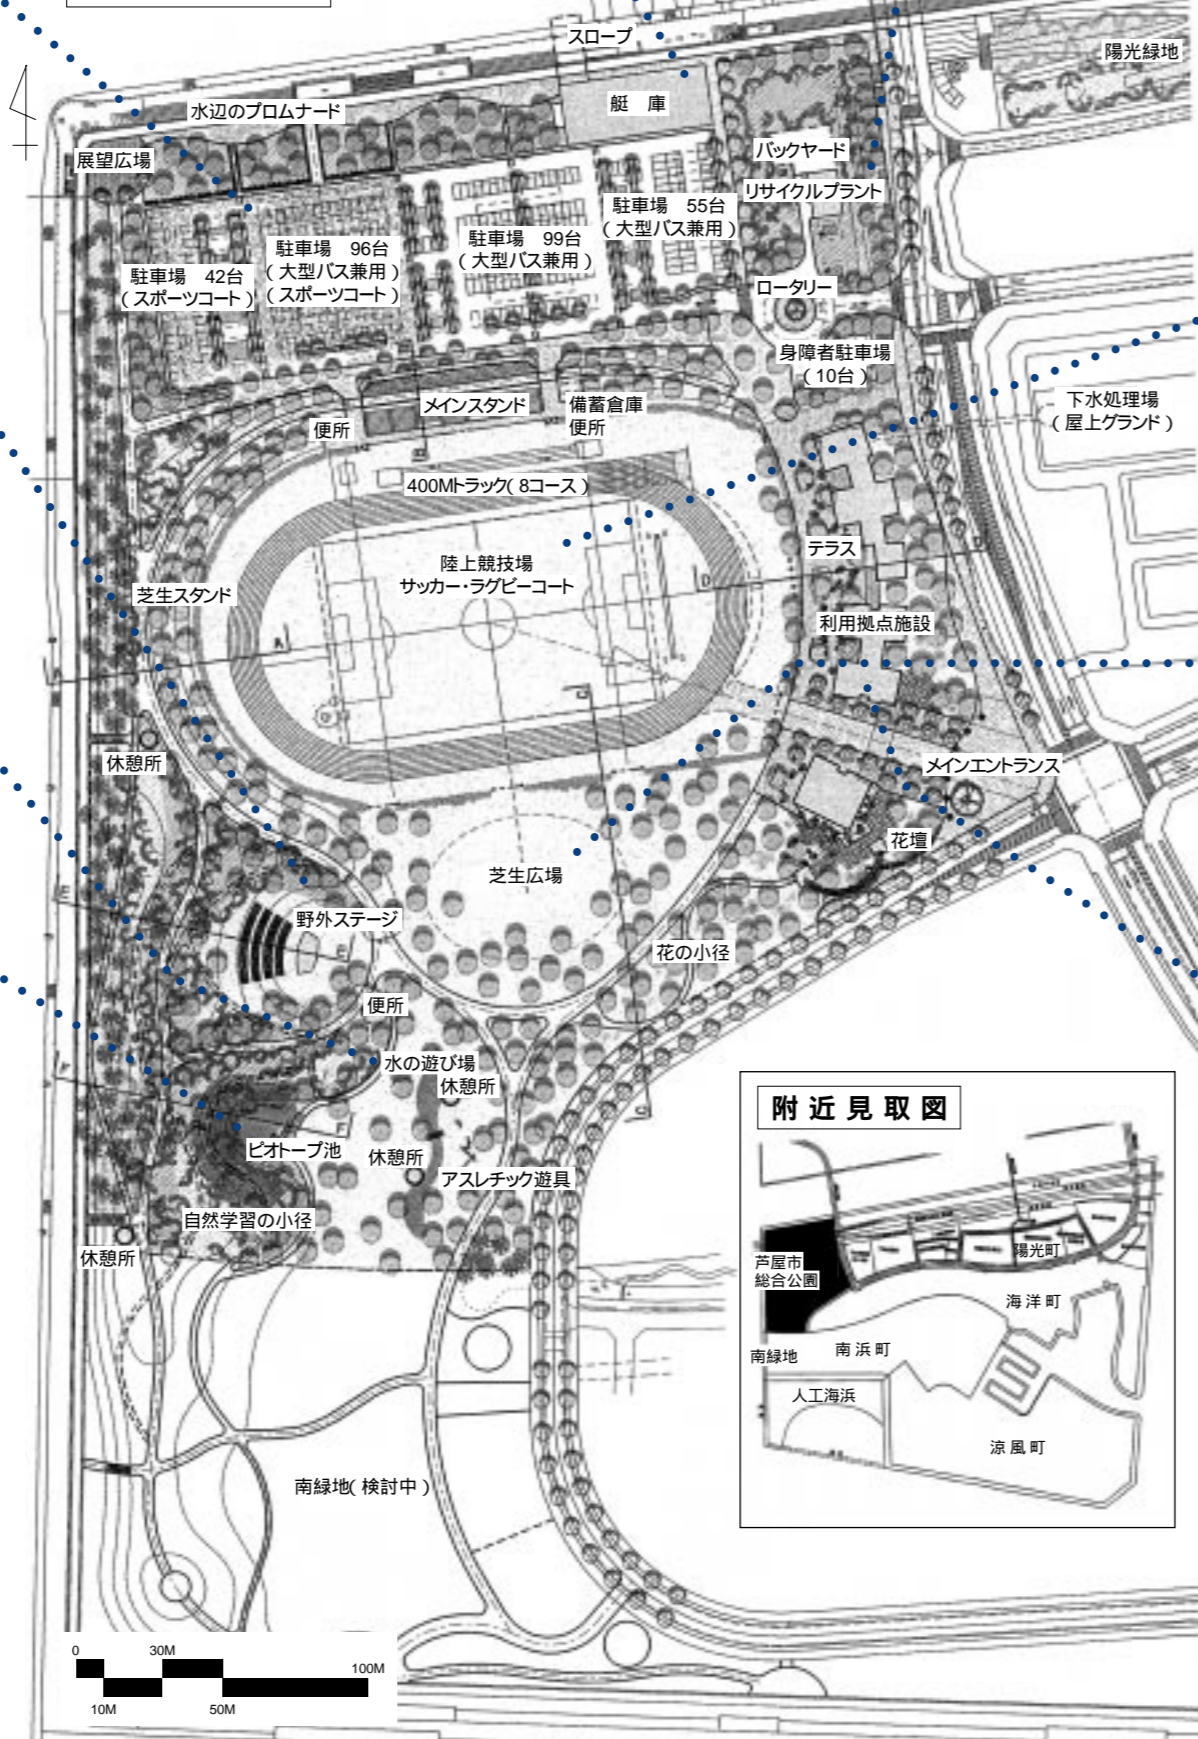 スロープ
陽光緑地
艇 庫
水辺のプロムナード
展望広場
バックヤード
リサイクルプラント
駐車場 55台
(大型バス兼用)
駐車場 99台
(大型バス兼用)
駐車場 96台
(大型バス兼用)
(スポーツコート)
駐車場 42台
(スポーツコート)
ロータリー
身障者駐車場
(10台)
メインスタンド
備蓄倉庫
便所
便所
下水処理場
(屋上グランド)
400Mトラック(8コース)
テラス
陸上競技場
サッカー・ラグビーコート
芝生スタンド
利用拠点施設
休憩所
メインエントランス
花壇
芝生広場
野外ステージ
花の小径
便所
水の遊び場
休憩所
ビオトープ池
休憩所
アスレチック遊具
自然学習の小径
休憩所
南緑地(検討中)
附近見取図
芦屋市
総合公園
陽光町
海洋町
南緑地
南浜町
人工海浜
涼風町
0 30M 100M
10M 50M